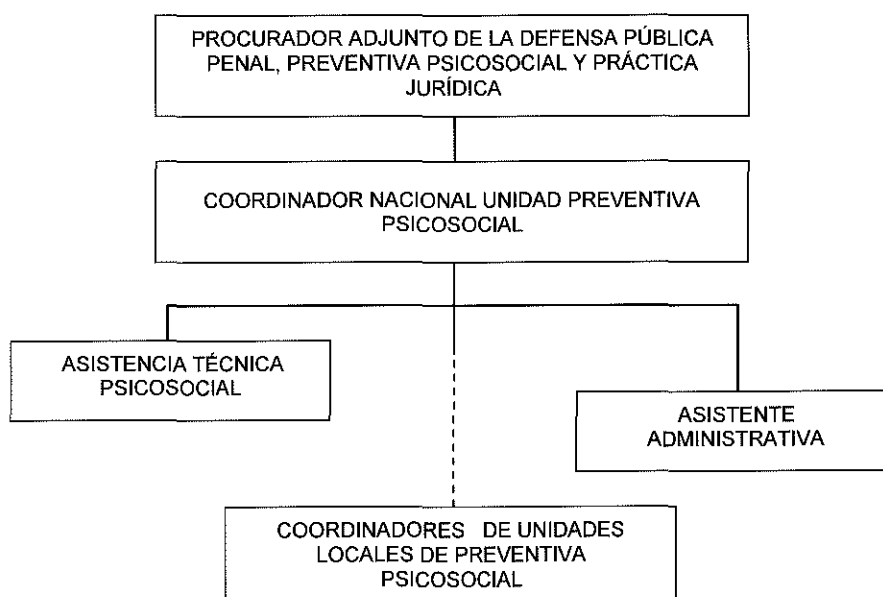 PROCURADOR ADJUNTO DE LA DEFENSA PÚBLICA
PENAL, PREVENTIVA PSICOSOCIAL Y PRÁCTICA
JURÍDICA
COORDINADOR NACIONAL UNIDAD PREVENTIVA
PSICOSOCIAL
ASISTENCIA TÉCNICA
PSICOSOCIAL
ASISTENTE
ADMINISTRATIVA
COORDINADORES DE UNIDADES
LOCALES DE PREVENTIVA
PSICOSOCIAL